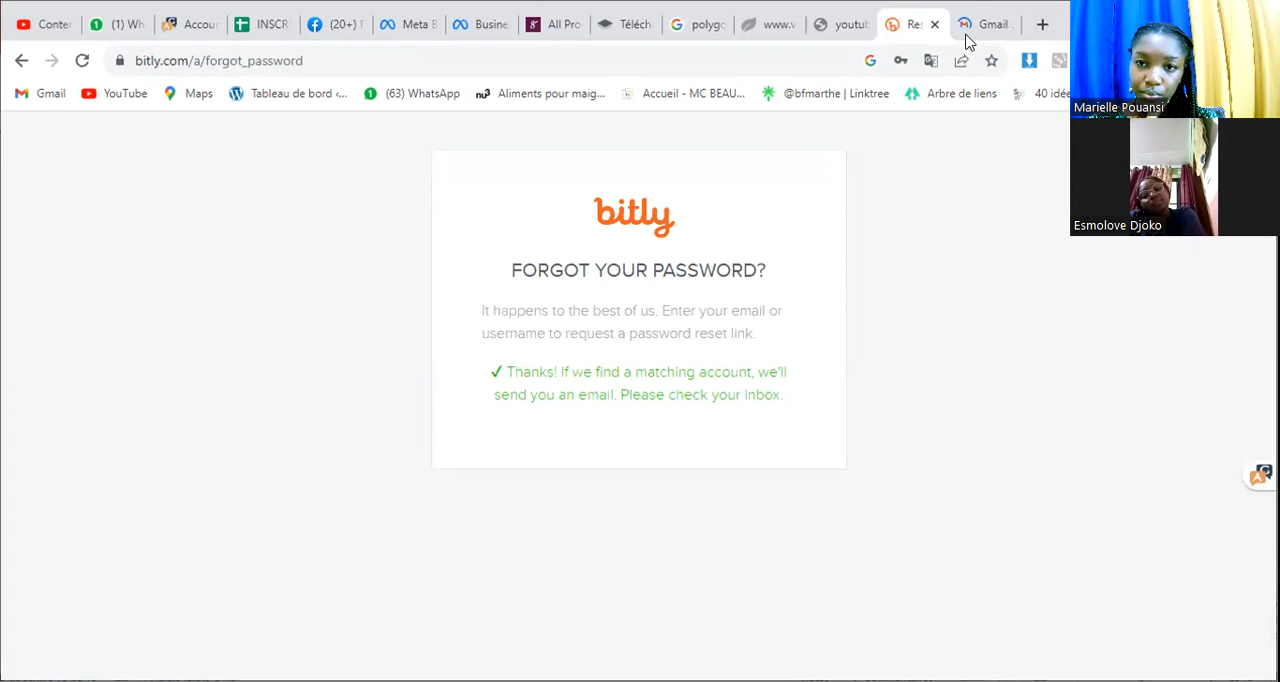 Conter
(1) Wh
Accour
INSCR
(20+) f
Meta B
Busine
All Pro
Téléch
polygo
www.v
youtub
Re:
Gmail :
bitly.com/a/forgot_password
Gmail
YouTube
Maps
Tableau de bord ‹...
(63) WhatsApp
nu3 Aliments pour maig...
Accueil - MC BEAU...
@bfmarthe | Linktree
Arbre de liens
40 idée
Marielle Pouansi
Esmolove Djoko
bitly
FORGOT YOUR PASSWORD?
It happens to the best of us. Enter your email or
username to request a password reset link.
✓ Thanks! If we find a matching account, we'll
send you an email. Please check your inbox.